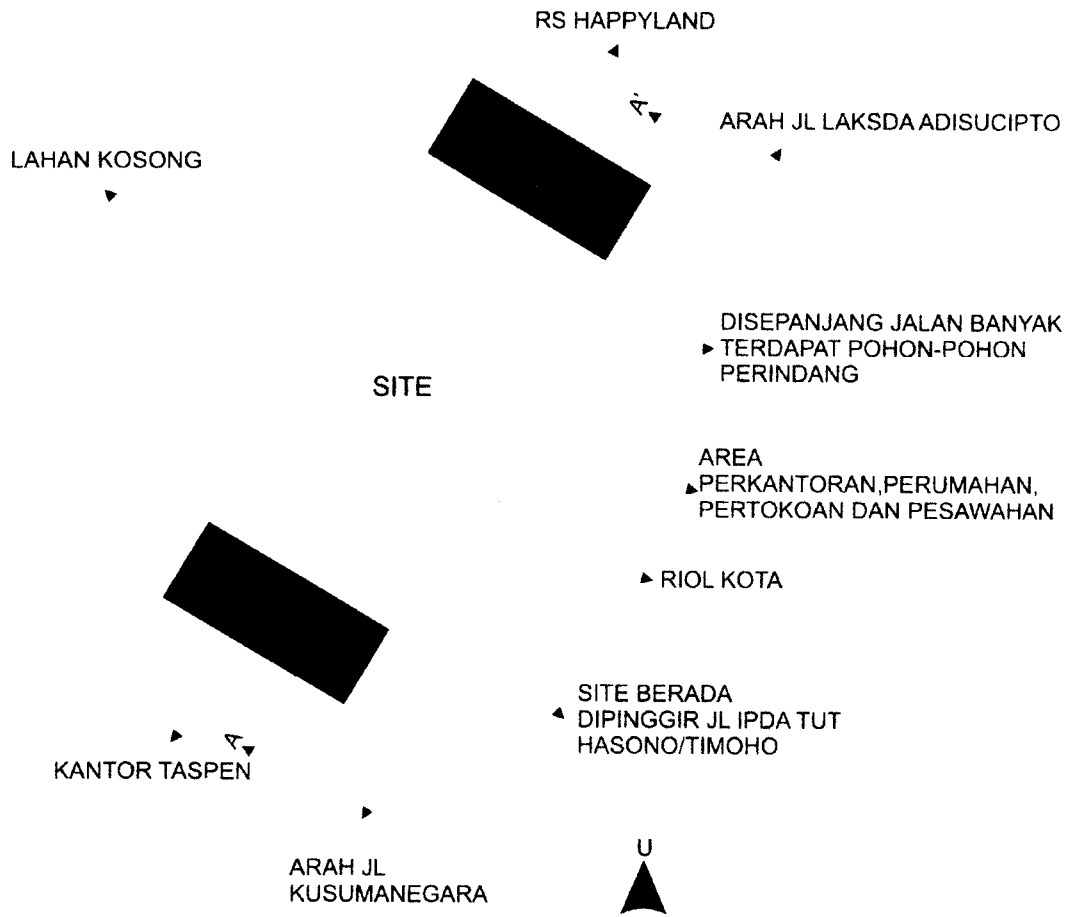 RS HAPPYLAND
A'
ARAH JL LAKSDA ADISUCIPTO
LAHAN KOSONG
DISEPANJANG JALAN BANYAK
TERDAPAT POHON-POHON
PERINDANG
SITE
AREA
PERKANTORAN,PERUMAHAN,
PERTOKOAN DAN PESAWAHAN
RIOL KOTA
SITE BERADA
DIPINGGIR JL IPDA TUT
HASONO/TIMOHO
A
KANTOR TASPEN
ARAH JL
KUSUMANEGARA
U